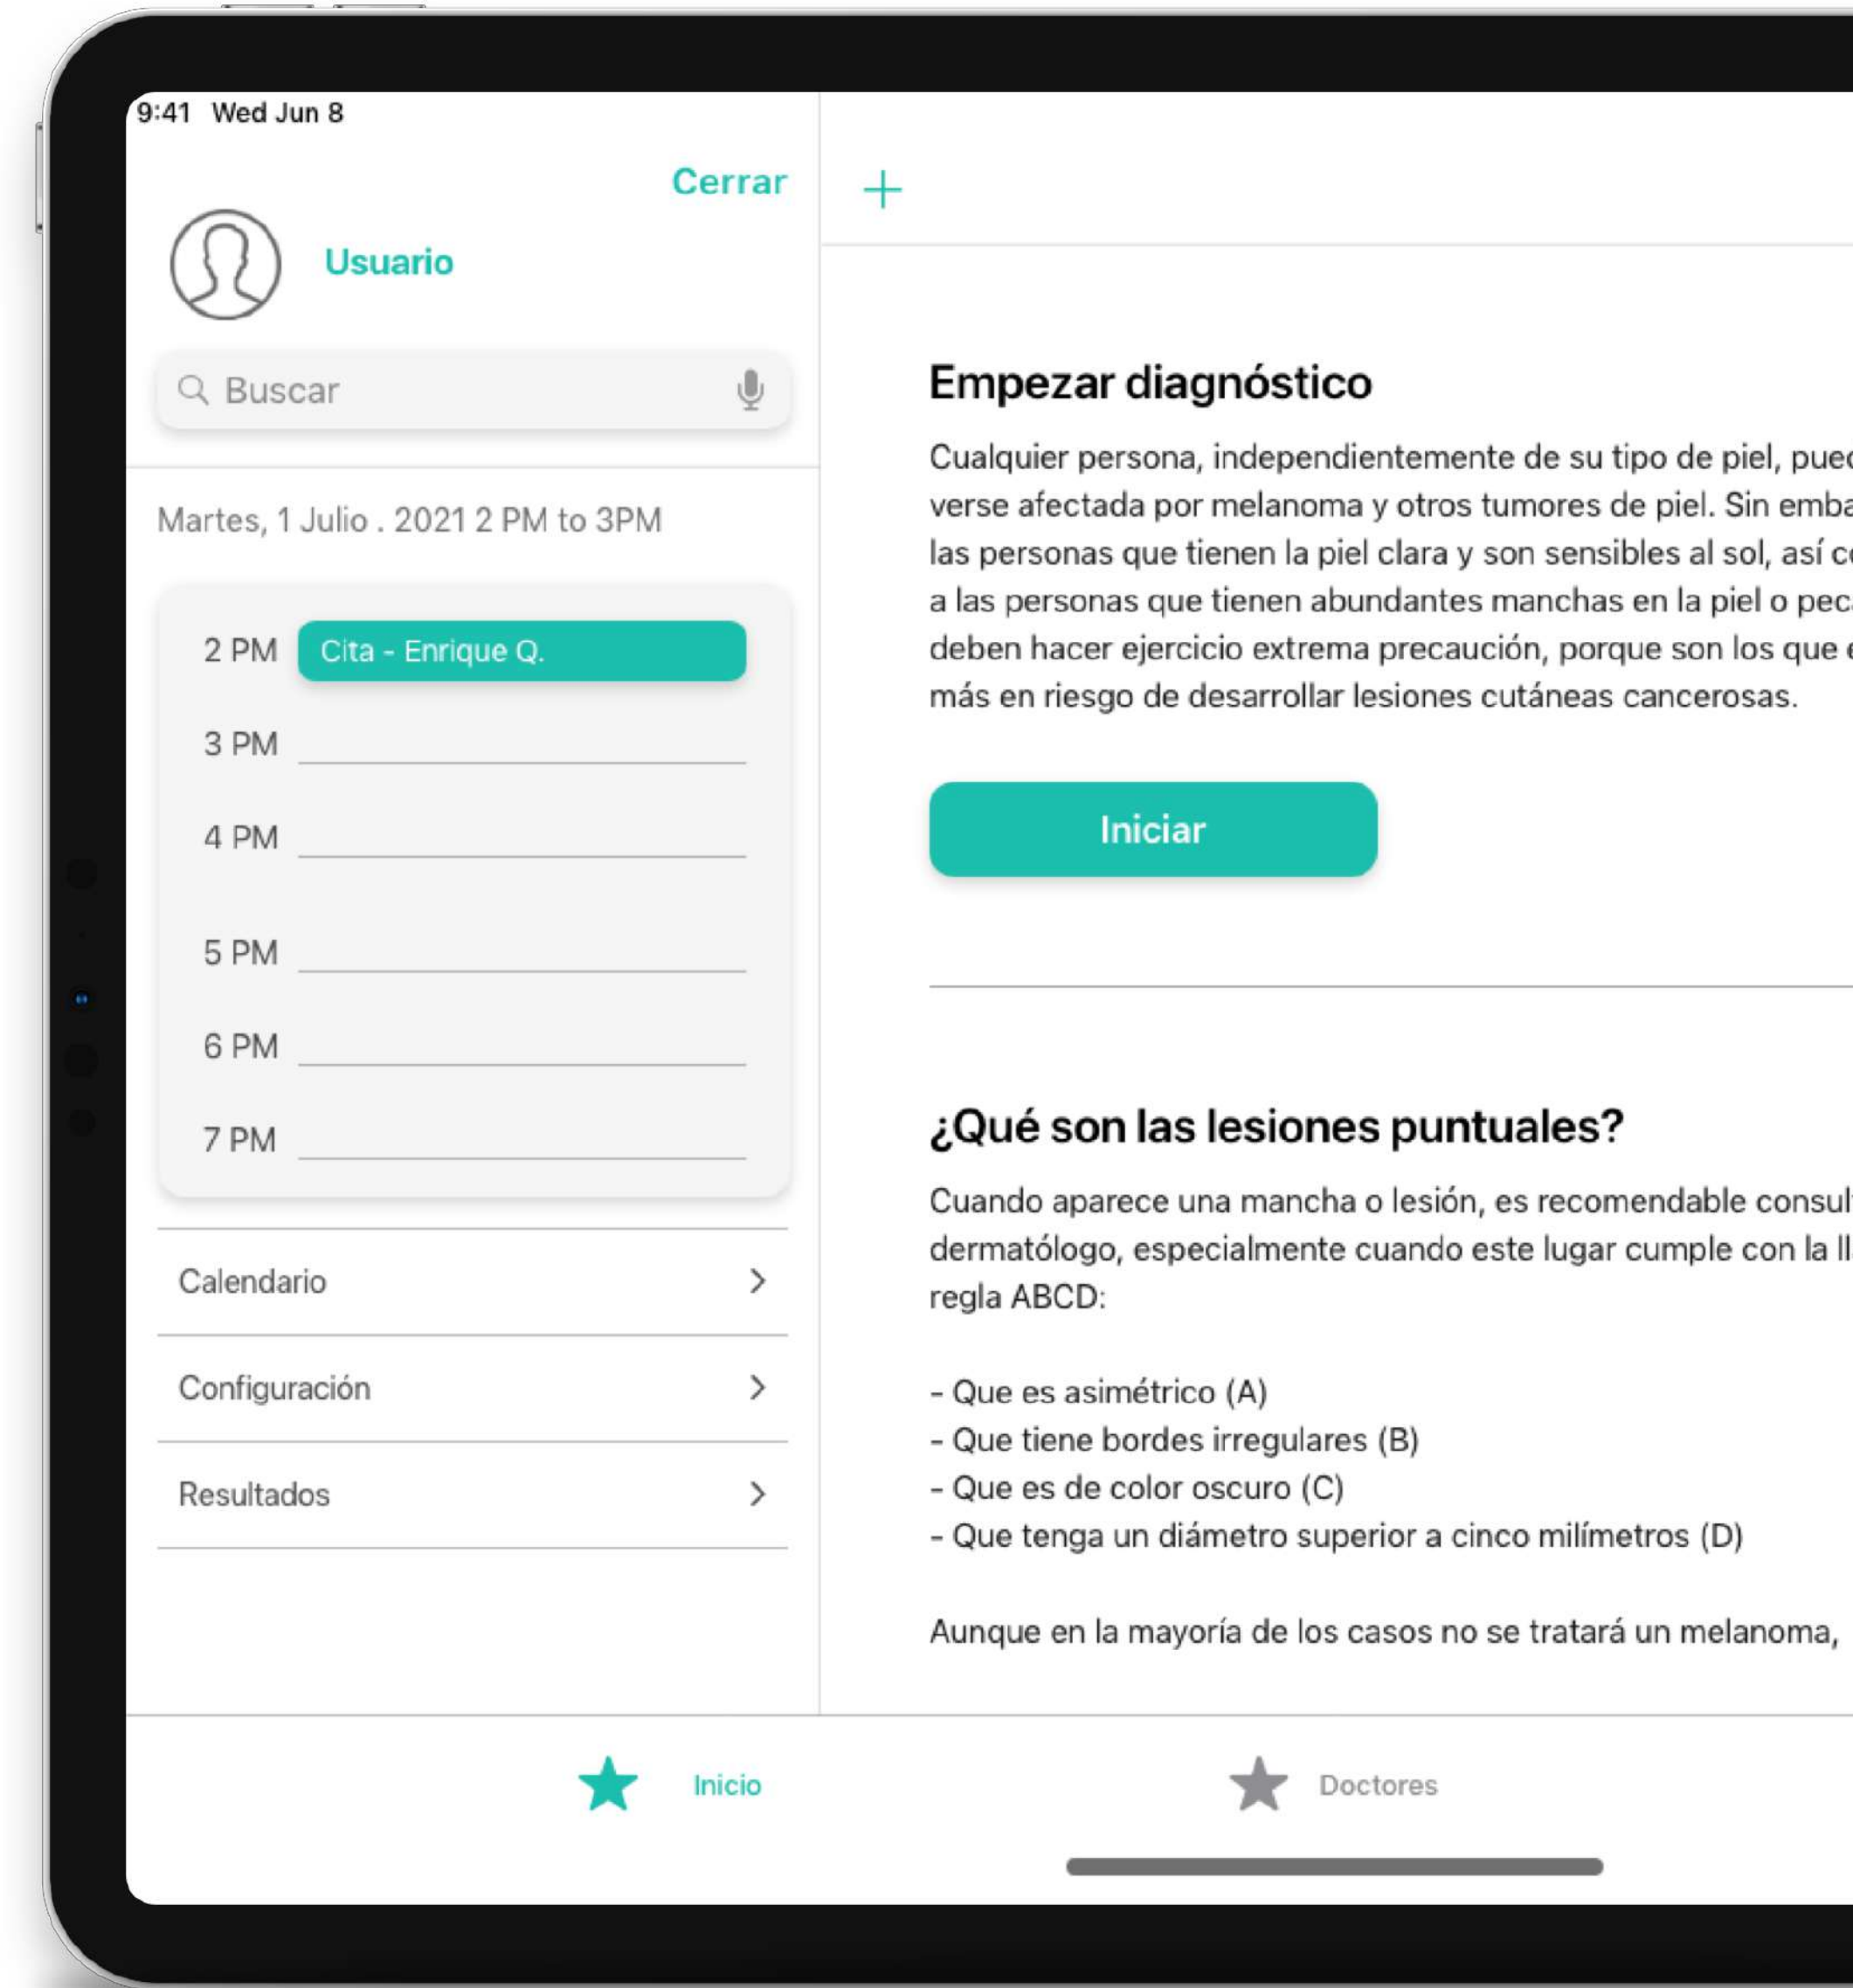 9:41 Wed Jun 8
Cerrar
Usuario
Buscar
Martes, 1 Julio . 2021 2 PM to 3PM
2 PM Cita - Enrique Q.
3 PM
4 PM
5 PM
6 PM
7 PM
Calendario
Configuración
Resultados
+
Empezar diagnóstico
Cualquier persona, independientemente de su tipo de piel,
verse afectada por melanoma y otros tumores de piel. Sin
las personas que tienen la piel clara y son sensibles al sol, así
a las personas que tienen abundantes manchas en la piel o
deben hacer ejercicio extrema precaución, porque son los que
más en riesgo de desarrollar lesiones cutáneas cancerosas.
Iniciar
¿Qué son las lesiones puntuales?
Cuando aparece una mancha o lesión, es recomendable
dermatólogo, especialmente cuando este lugar cumple con la
regla ABCD:
- Que es asimétrico (A)
- Que tiene bordes irregulares (B)
- Que es de color oscuro (C)
- Que tenga un diámetro superior a cinco milímetros (D)
Aunque en la mayoría de los casos no se tratará un melanoma,
Inicio
Doctores